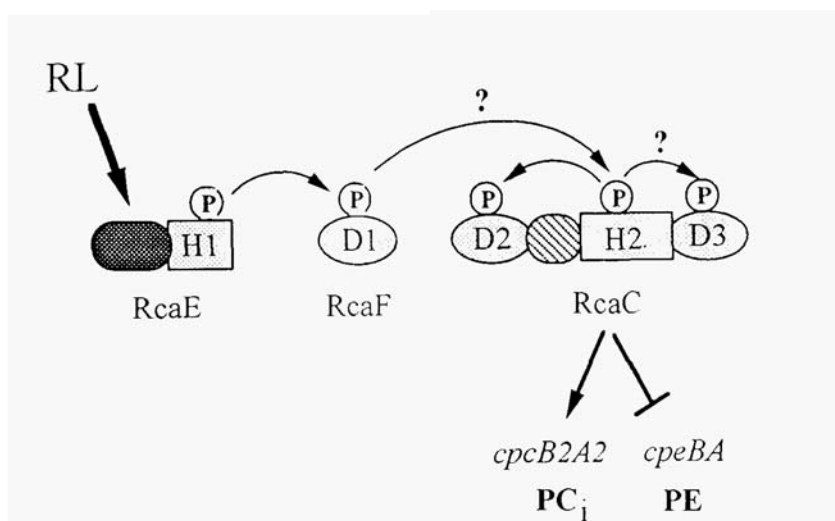 RL
?
?
P
P
P
P
P
H1
D1
D2
H2.
D3
RcaE
RcaF
RcaC
cpcB2A2
cpeBA
PCi
PE